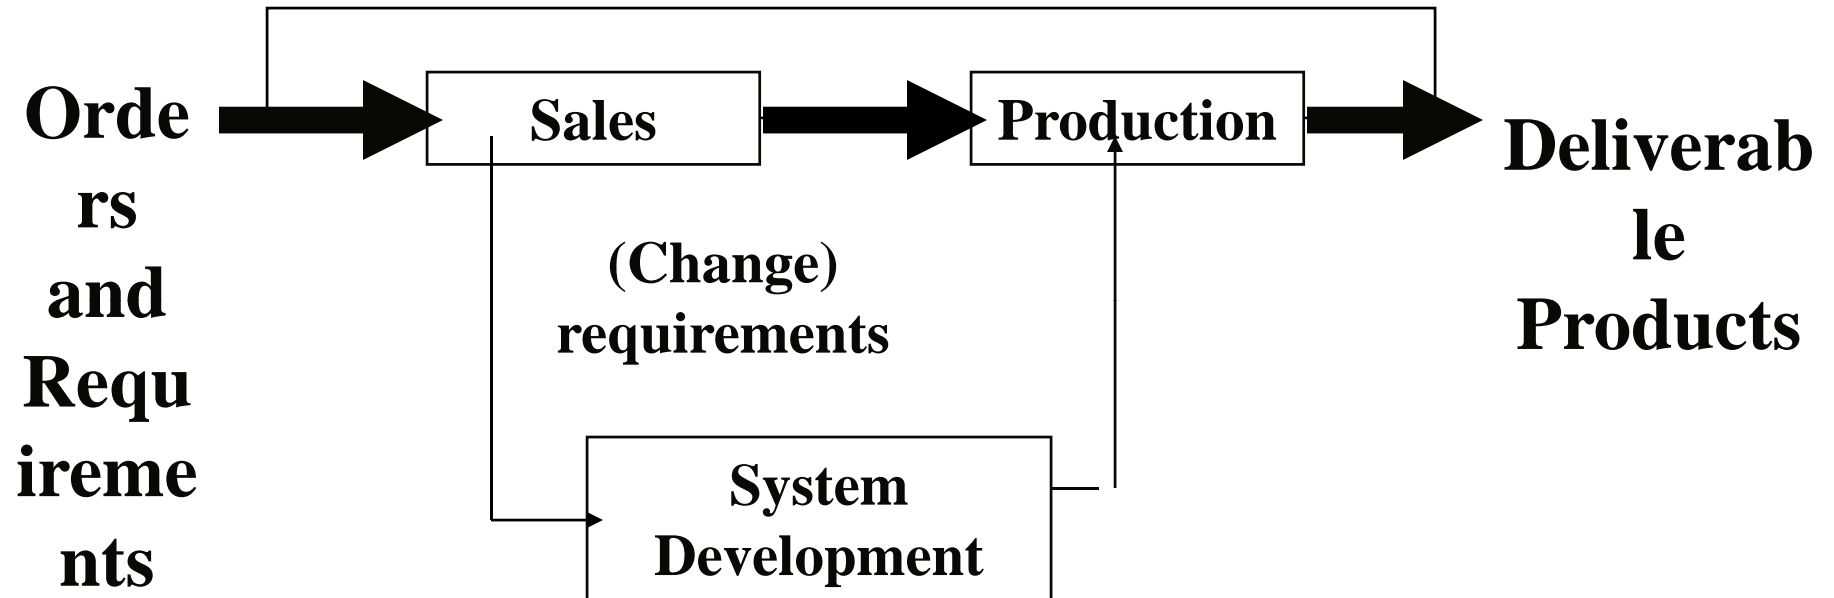 Orde
rs
and
Requ
ireme
nts
Sales
Production
(Change)
requirements
System
Development
Deliverab
le
Products